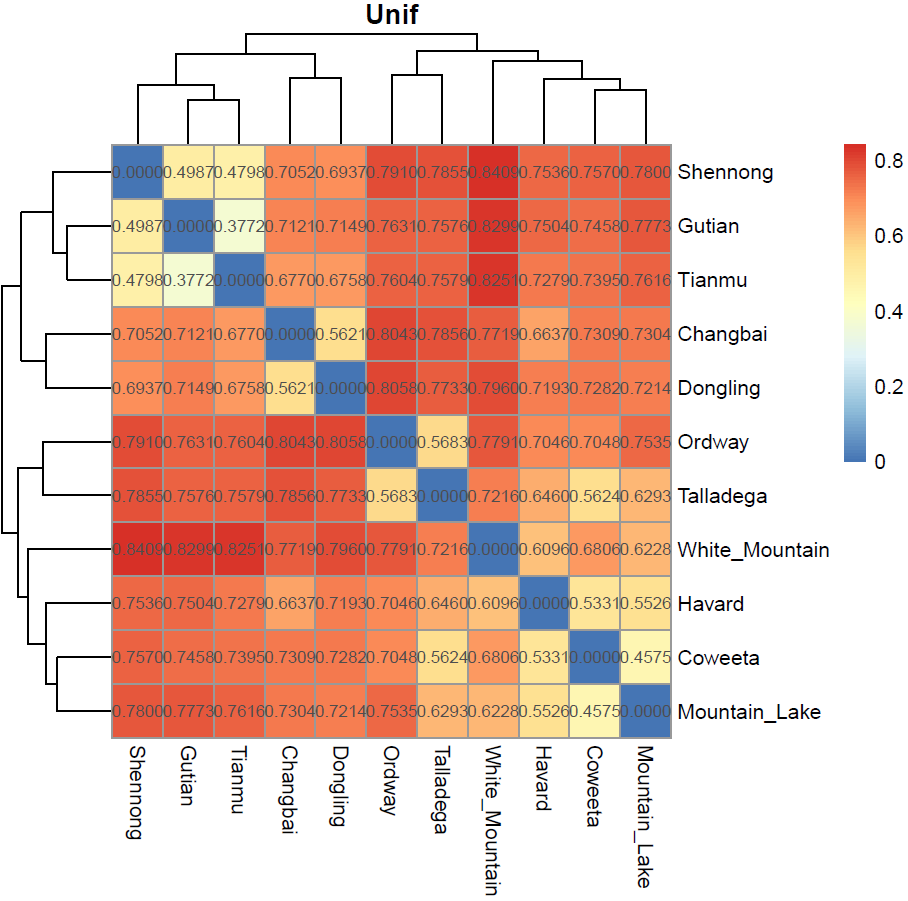 Unif
0.0000 0.4987 0.4798 0.7052 0.6937 0.7910 0.7855 0.8409 0.7536 0.7570 0.7800 Shennong
0.4987 0.0000 0.3772 0.7121 0.7149 0.7631 0.7576 0.8299 0.7504 0.7458 0.7773 Gutian
0.4798 0.3772 0.0000 0.6770 0.6758 0.7604 0.7579 0.8251 0.7279 0.7395 0.7616 Tianmu
0.7052 0.7121 0.6770 0.0000 0.5621 0.8043 0.7856 0.7719 0.6637 0.7309 0.7304 Changbai
0.6937 0.7149 0.6758 0.5621 0.0000 0.8058 0.7733 0.7960 0.7193 0.7282 0.7214 Dongling
0.7910 0.7631 0.7604 0.8043 0.8058 0.0000 0.5683 0.7791 0.7046 0.7048 0.7535 Ordway
0.7855 0.7576 0.7579 0.7856 0.7733 0.5683 0.0000 0.7216 0.6460 0.5624 0.6293 Talladega
0.8409 0.8299 0.8251 0.7719 0.7960 0.7791 0.7216 0.0000 0.6096 0.6806 0.6228 White_Mountain
0.7536 0.7504 0.7279 0.6637 0.7193 0.7046 0.6460 0.6096 0.0000 0.5331 0.5526 Havard
0.7570 0.7458 0.7395 0.7309 0.7282 0.7048 0.5624 0.6806 0.5331 0.0000 0.4575 Coweeta
0.7800 0.7773 0.7616 0.7304 0.7214 0.7535 0.6293 0.6228 0.5526 0.4575 0.0000 Mountain_Lake
Shennong
Gutian
Tianmu
Changbai
Dongling
Ordway
Talladega
White_Mountain
Havard
Coweeta
Mountain_Lake
0.8
0.6
0.4
0.2
0